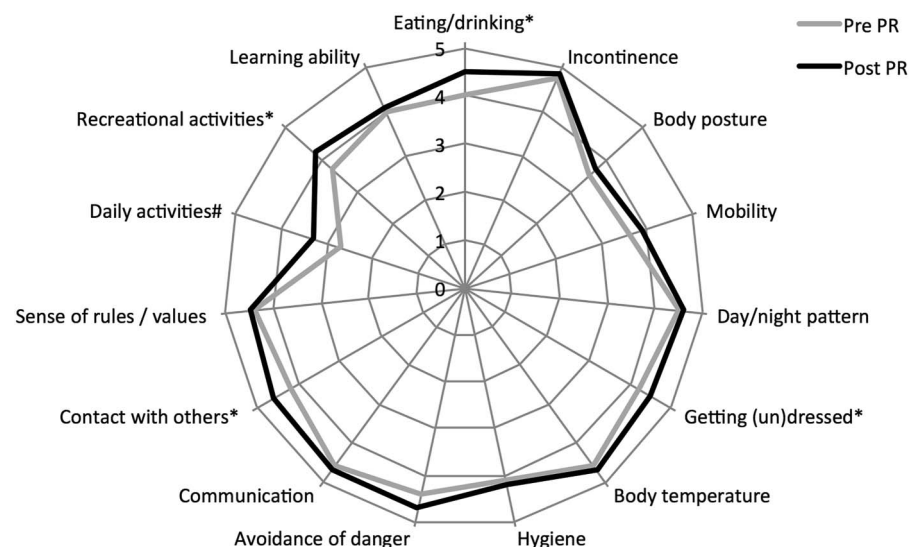 Eating/drinking*
Pre PR
Post PR
Learning ability
Incontinence
Recreational activities*
Body posture
Daily activities#
Mobility
Sense of rules / values
Day/night pattern
Contact with others*
Getting (un)dressed*
Communication
Body temperature
Avoidance of danger
Hygiene
5
4
3
2
1
0